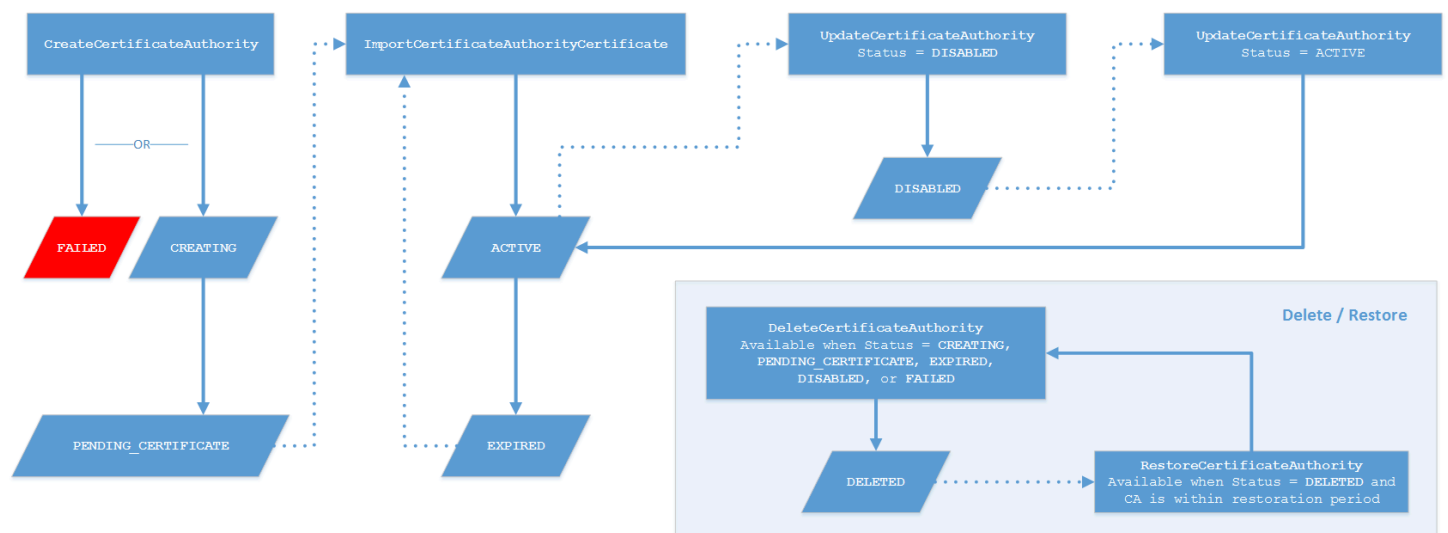 CreateCertificateAuthority
ImportCertificateAuthorityCertificate
UpdateCertificateAuthority
Status = DISABLED
UpdateCertificateAuthority
Status = ACTIVE
OR
DISABLED
FAILED
CREATING
ACTIVE
Delete / Restore
DeleteCertificateAuthority
Available when Status = CREATING,
PENDING_CERTIFICATE, EXPIRED,
DISABLED, or FAILED
PENDING_CERTIFICATE
EXPIRED
DELETED
RestoreCertificateAuthority
Available when Status = DELETED and
CA is within restoration period